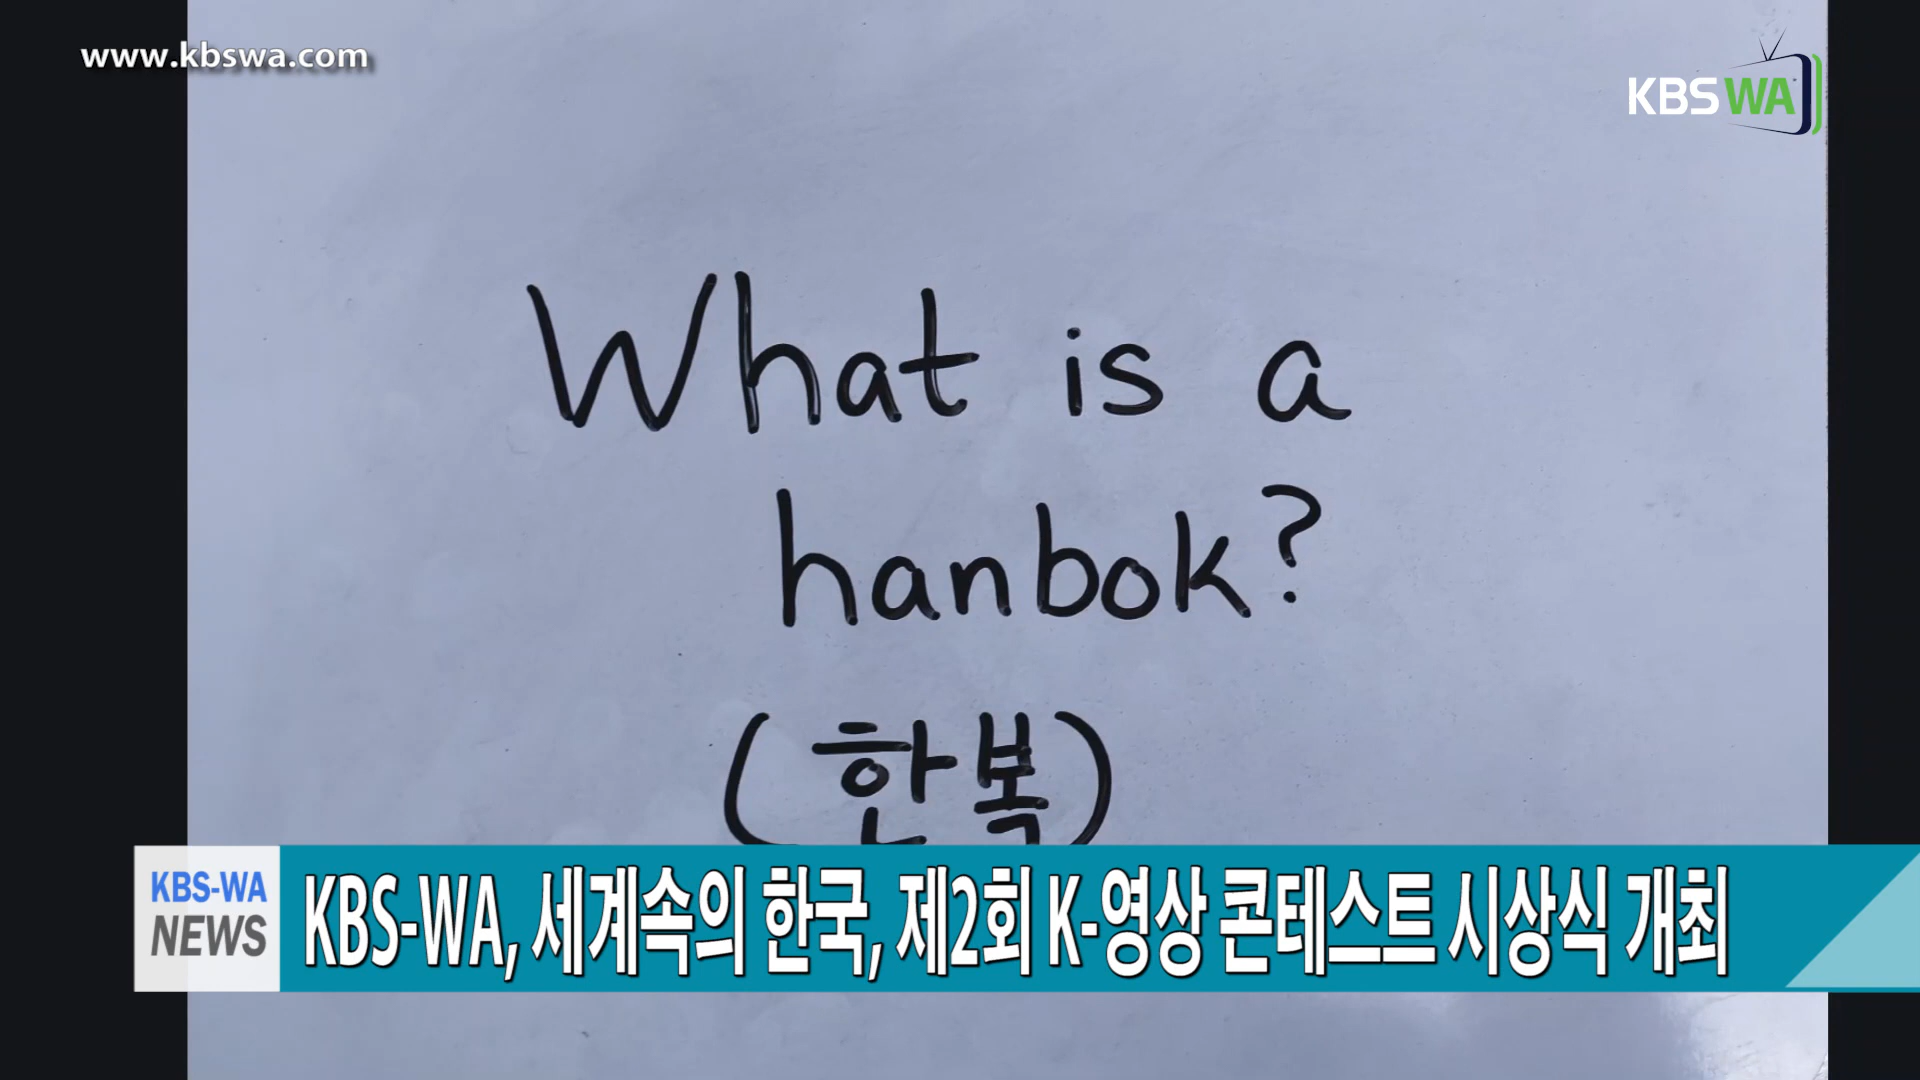 www.kbswa.com
KBS WA
What is a
hanbok?
(한복)
KBS-WA
NEWS
KBS-WA, 세계속의 한국, 제2회 K-영상 콘테스트 시상식 개최